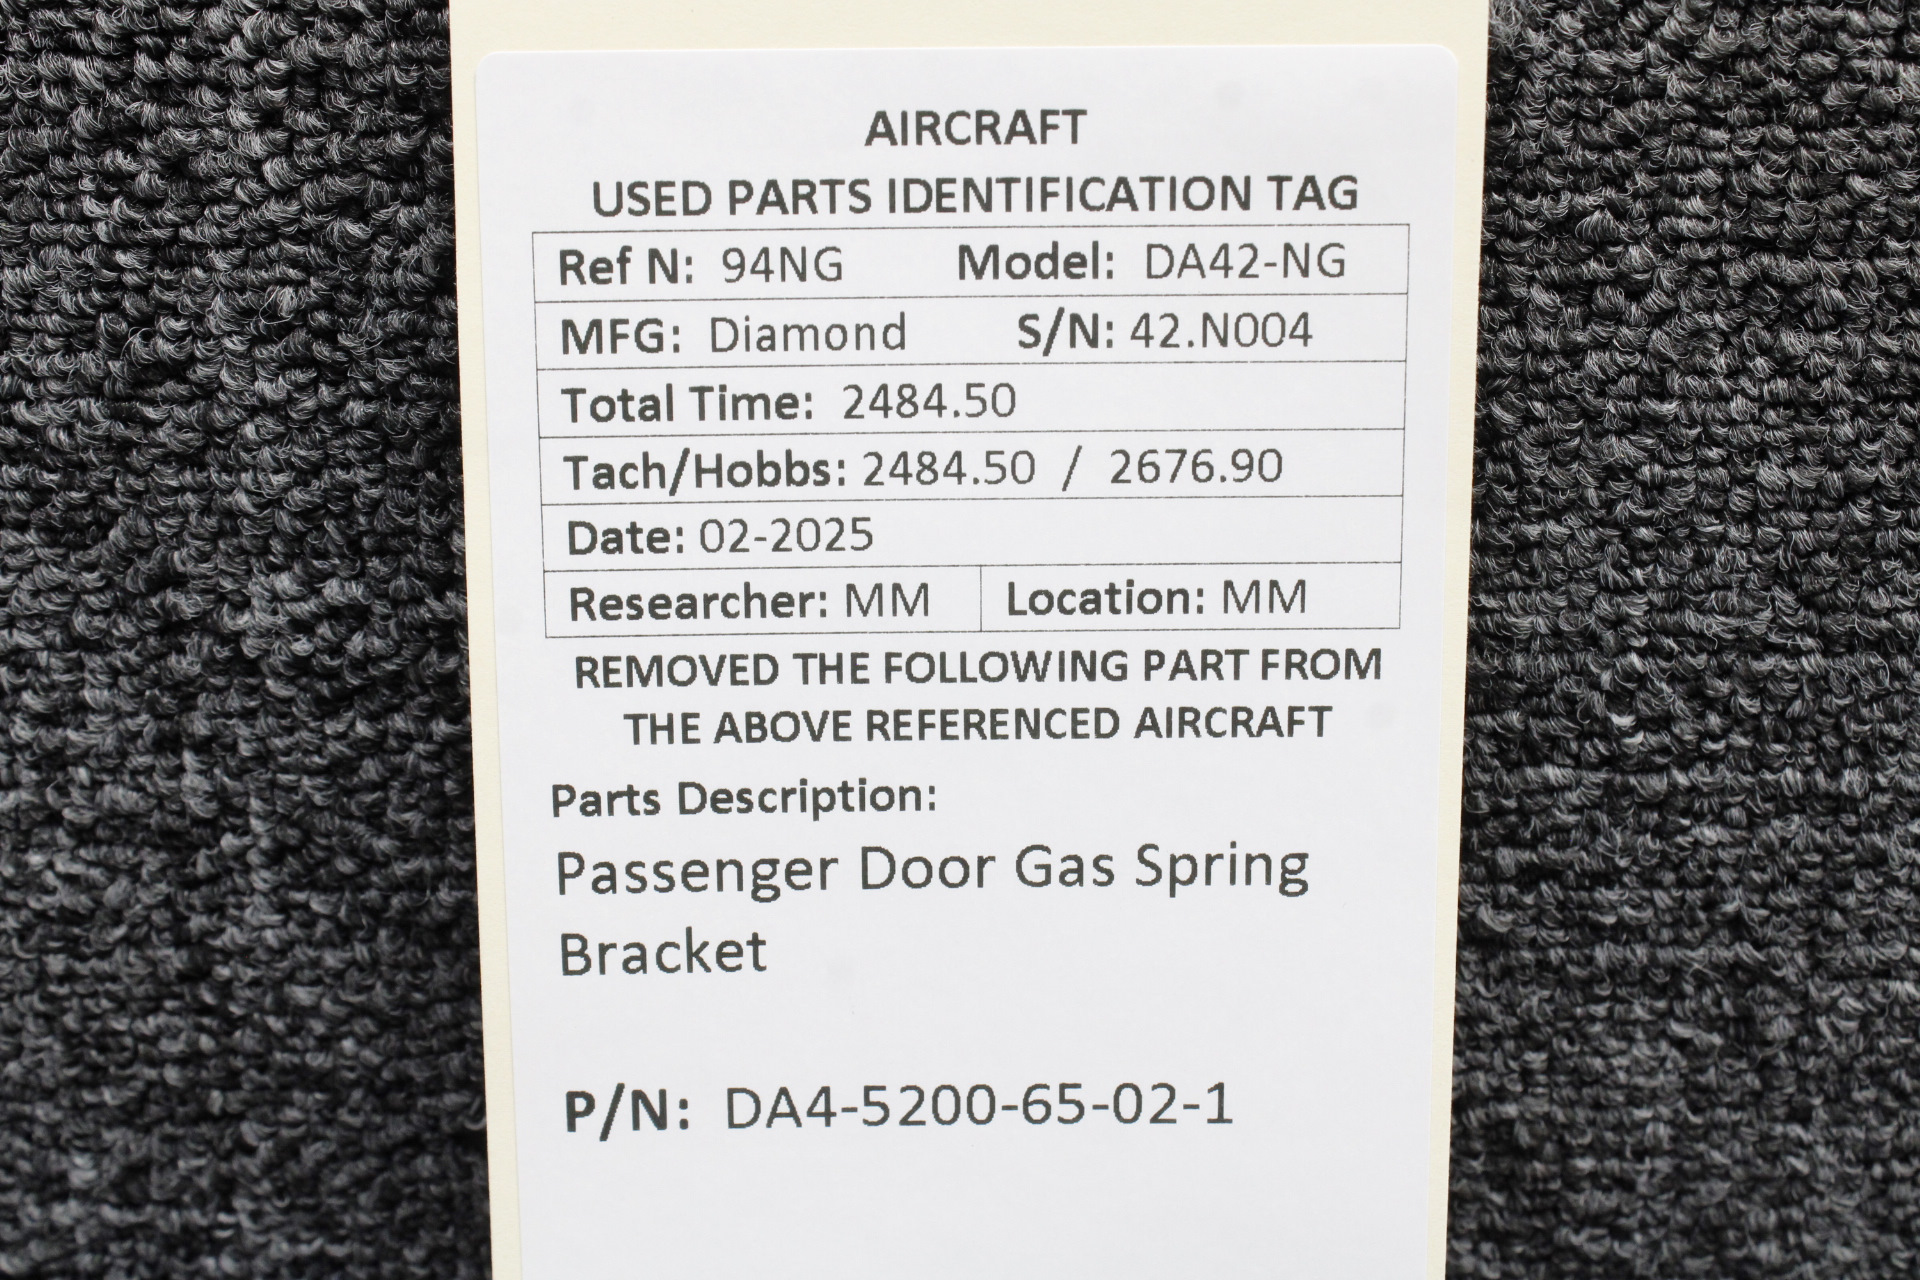 AIRCRAFT
USED PARTS IDENTIFICATION TAG
Ref N: 94NG Model: DA42-NG
MFG: Diamond S/N: 42.N004
Total Time: 2484.50
Tach/Hobbs: 2484.50 / 2676.90
Date: 02-2025
Researcher: MM Location: MM
REMOVED THE FOLLOWING PART FROM
THE ABOVE REFERENCED AIRCRAFT
Parts Description:
Passenger Door Gas Spring
Bracket
P/N: DA4-5200-65-02-1